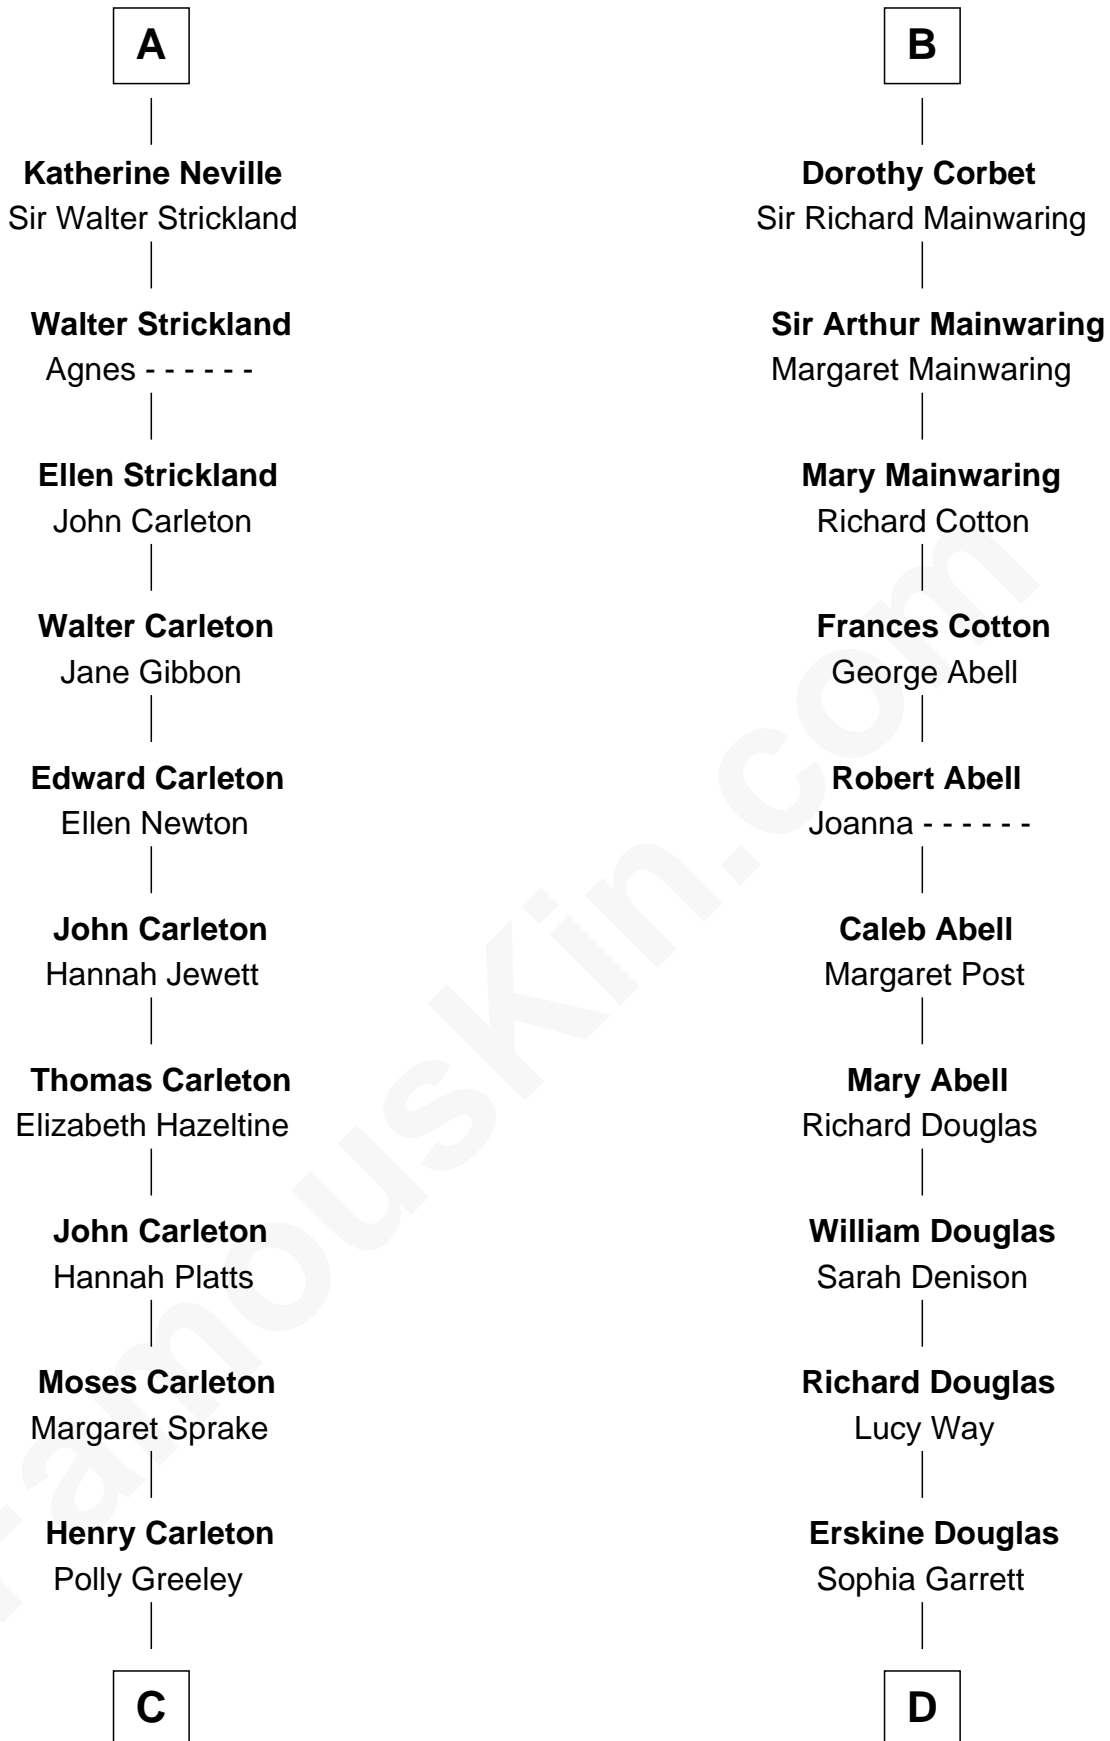 A
Katherine Neville
Sir Walter Strickland
Walter Strickland
Agnes - - - - - -
Ellen Strickland
John Carleton
Walter Carleton
Jane Gibbon
Edward Carleton
Ellen Newton
John Carleton
Hannah Jewett
Thomas Carleton
Elizabeth Hazeltine
John Carleton
Hannah Platts
Moses Carleton
Margaret Sprake
Henry Carleton
Polly Greeley
C
B
Dorothy Corbet
Sir Richard Mainwaring
Sir Arthur Mainwaring
Margaret Mainwaring
Mary Mainwaring
Richard Cotton
Frances Cotton
George Abell
Robert Abell
Joanna - - - - - -
Caleb Abell
Margaret Post
Mary Abell
Richard Douglas
William Douglas
Sarah Denison
Richard Douglas
Lucy Way
Erskine Douglas
Sophia Garrett
D
FamousKin.com